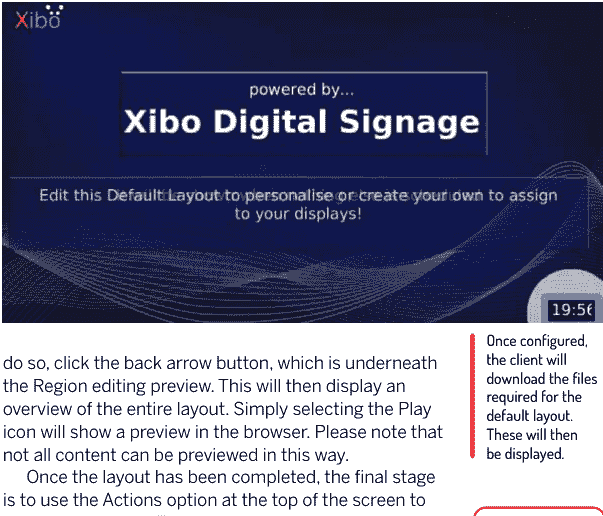 Xibo
powered by...
Xibo Digital Signage
Edit this Default Layout to personalise or create your own to assign
to your displays!
19:56
do so, click the back arrow button, which is underneath
the Region editing preview. This will then display an
overview of the entire layout. Simply selecting the Play
icon will show a preview in the browser. Please note that
not all content can be previewed in this way.
Once the layout has been completed, the final stage
is to use the Actions option at the top of the screen to
Once configured,
the client will
download the files
required for the
default layout.
These will then
be displayed.